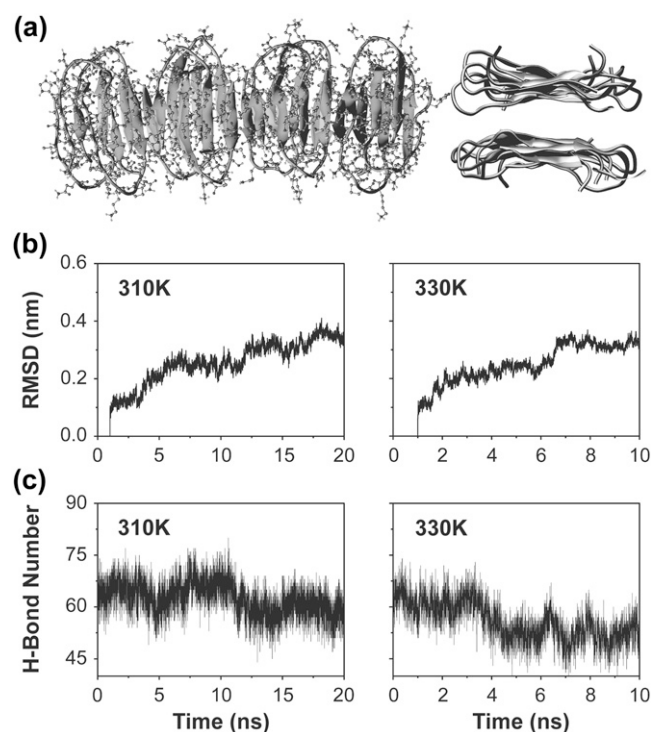 (a)
(b)
0.6
310K
330K
0.4
RMSD (nm)
0.2
0.0
0 5 10 15 20
0 2 4 6 8 10
(c)
90
310K
330K
75
H-Bond Number
60
45
0 5 10 15 20
0 2 4 6 8 10
Time (ns)
Time (ns)